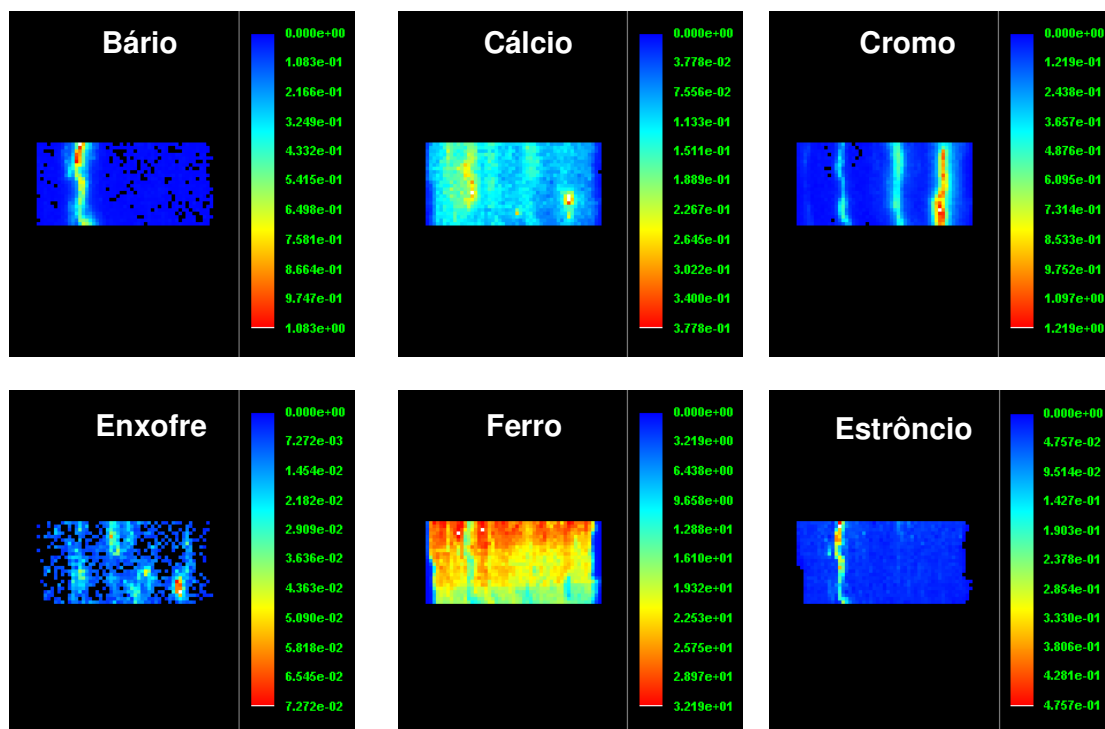 Bário
0.000e+00
1.083e-01
2.166e-01
3.249e-01
4.332e-01
5.415e-01
6.498e-01
7.581e-01
8.664e-01
9.747e-01
1.083e+00
Cálcio
0.000e+00
3.778e-02
7.556e-02
1.133e-01
1.511e-01
1.889e-01
2.267e-01
2.645e-01
3.022e-01
3.400e-01
3.778e-01
Cromo
0.000e+00
1.219e-01
2.438e-01
3.657e-01
4.876e-01
6.095e-01
7.314e-01
8.533e-01
9.752e-01
1.097e+00
1.219e+00
Enxofre
0.000e+00
7.272e-03
1.454e-02
2.182e-02
2.909e-02
3.636e-02
4.363e-02
5.090e-02
5.818e-02
6.545e-02
7.272e-02
Ferro
0.000e+00
3.219e+00
6.438e+00
9.658e+00
1.288e+01
1.610e+01
1.932e+01
2.253e+01
2.575e+01
2.897e+01
3.219e+01
Estrôncio
0.000e+00
4.757e-02
9.514e-02
1.427e-01
1.903e-01
2.378e-01
2.854e-01
3.330e-01
3.806e-01
4.281e-01
4.757e-01